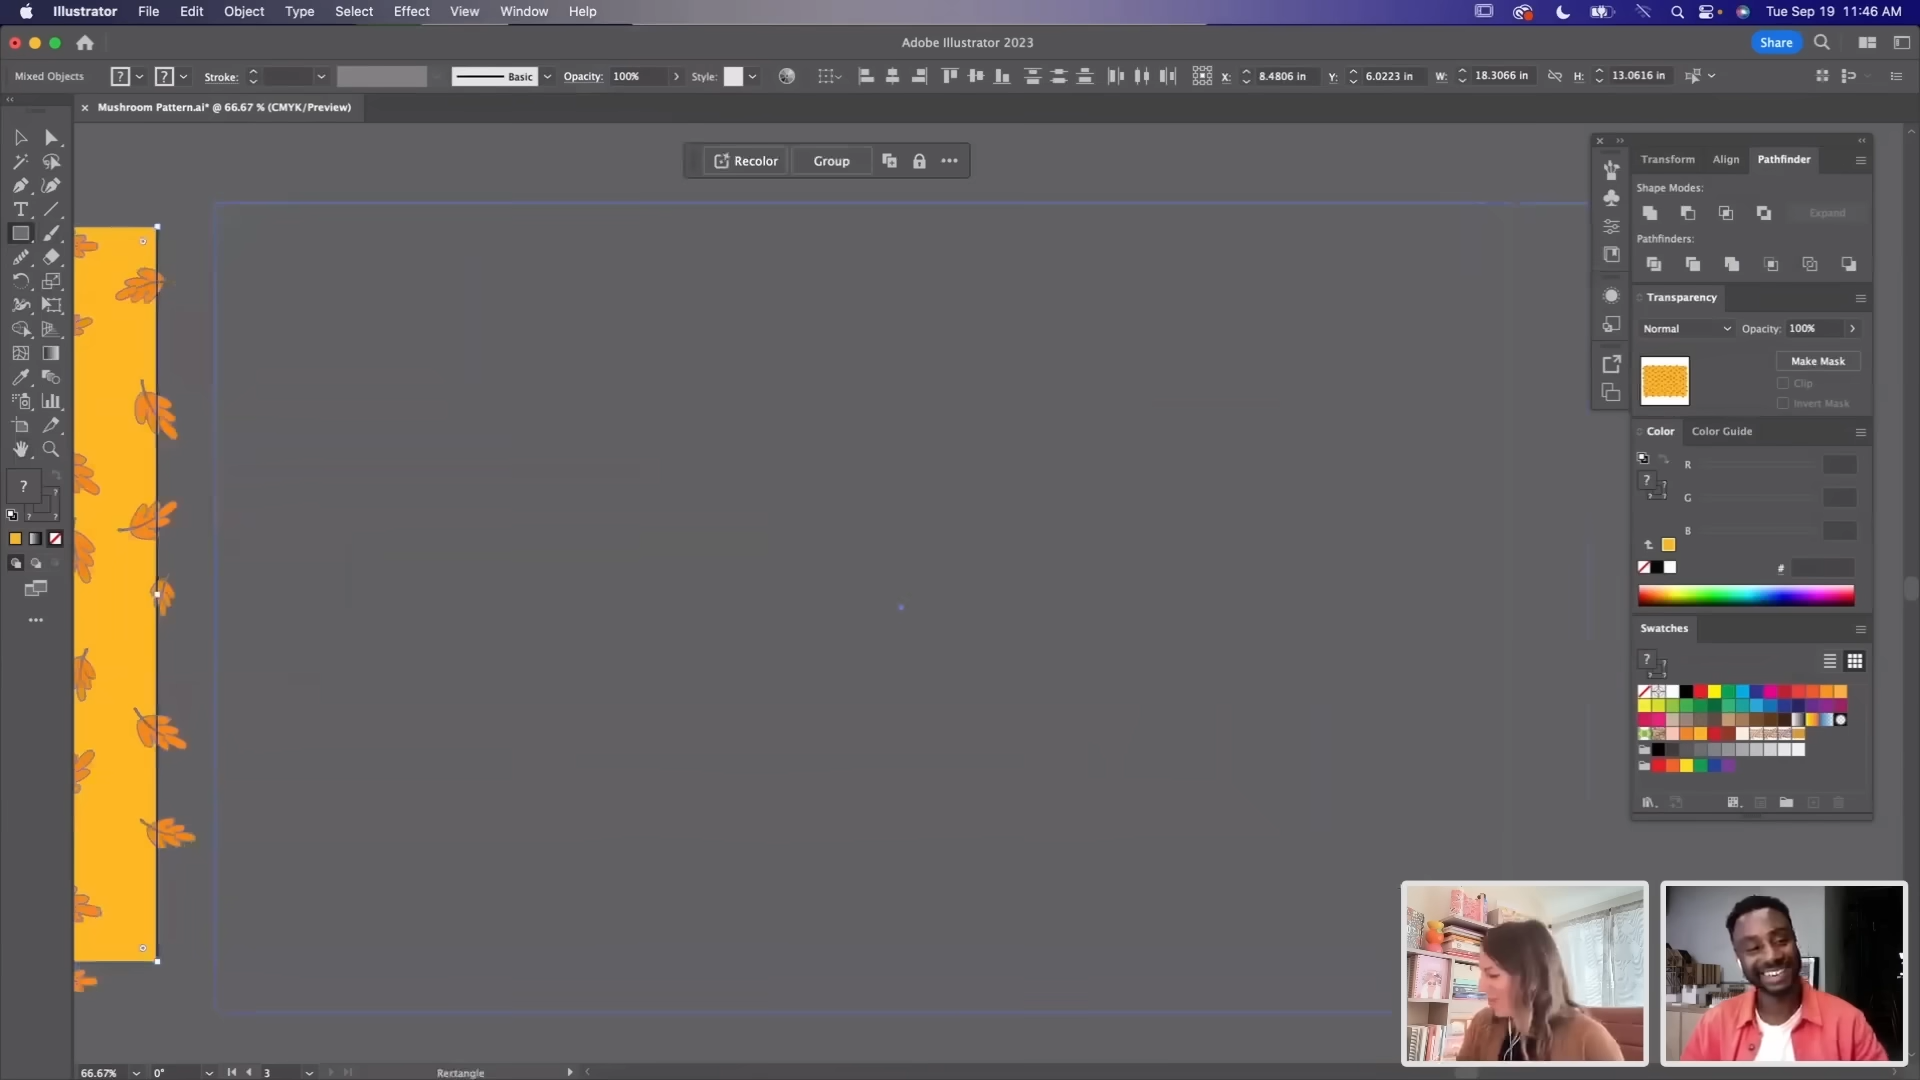 Illustrator File Edit Object Type Select Effect View Window Help Tue Sep 19 11:46 AM
Adobe Illustrator 2023 Share
Mixed Objects ? ? Stroke: Basic Opacity: 100% Style: X: 8.4806 in Y: 6.0223 in W: 18.3066 in H: 13.0616 in
× Mushroom Pattern.ai* @ 66.67 % (CMYK/Preview)
Recolor Group
Transform Align Pathfinder
Shape Modes:
Expand
Pathfinders:
Transparency
Normal Opacity: 100%
Make Mask
Clip
Invert Mask
Color Color Guide
R
?
G
B
#
Swatches
?
?
66.67% 0° 3 Rectangle